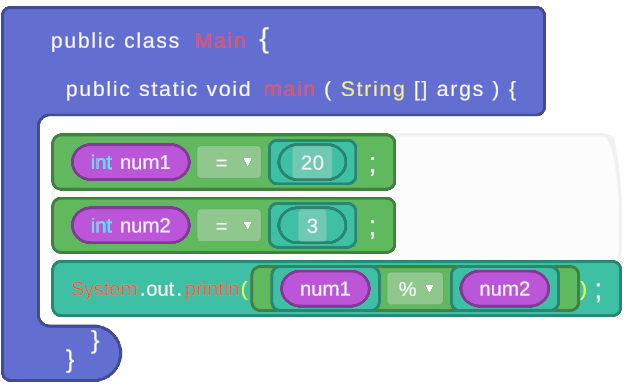 public class Main {
public static void main ( String [] args ) {
int num1 = ▼ 20 ;
int num2 = ▼ 3 ;
System.out.println( num1 % ▼ num2 ) ;
}
}